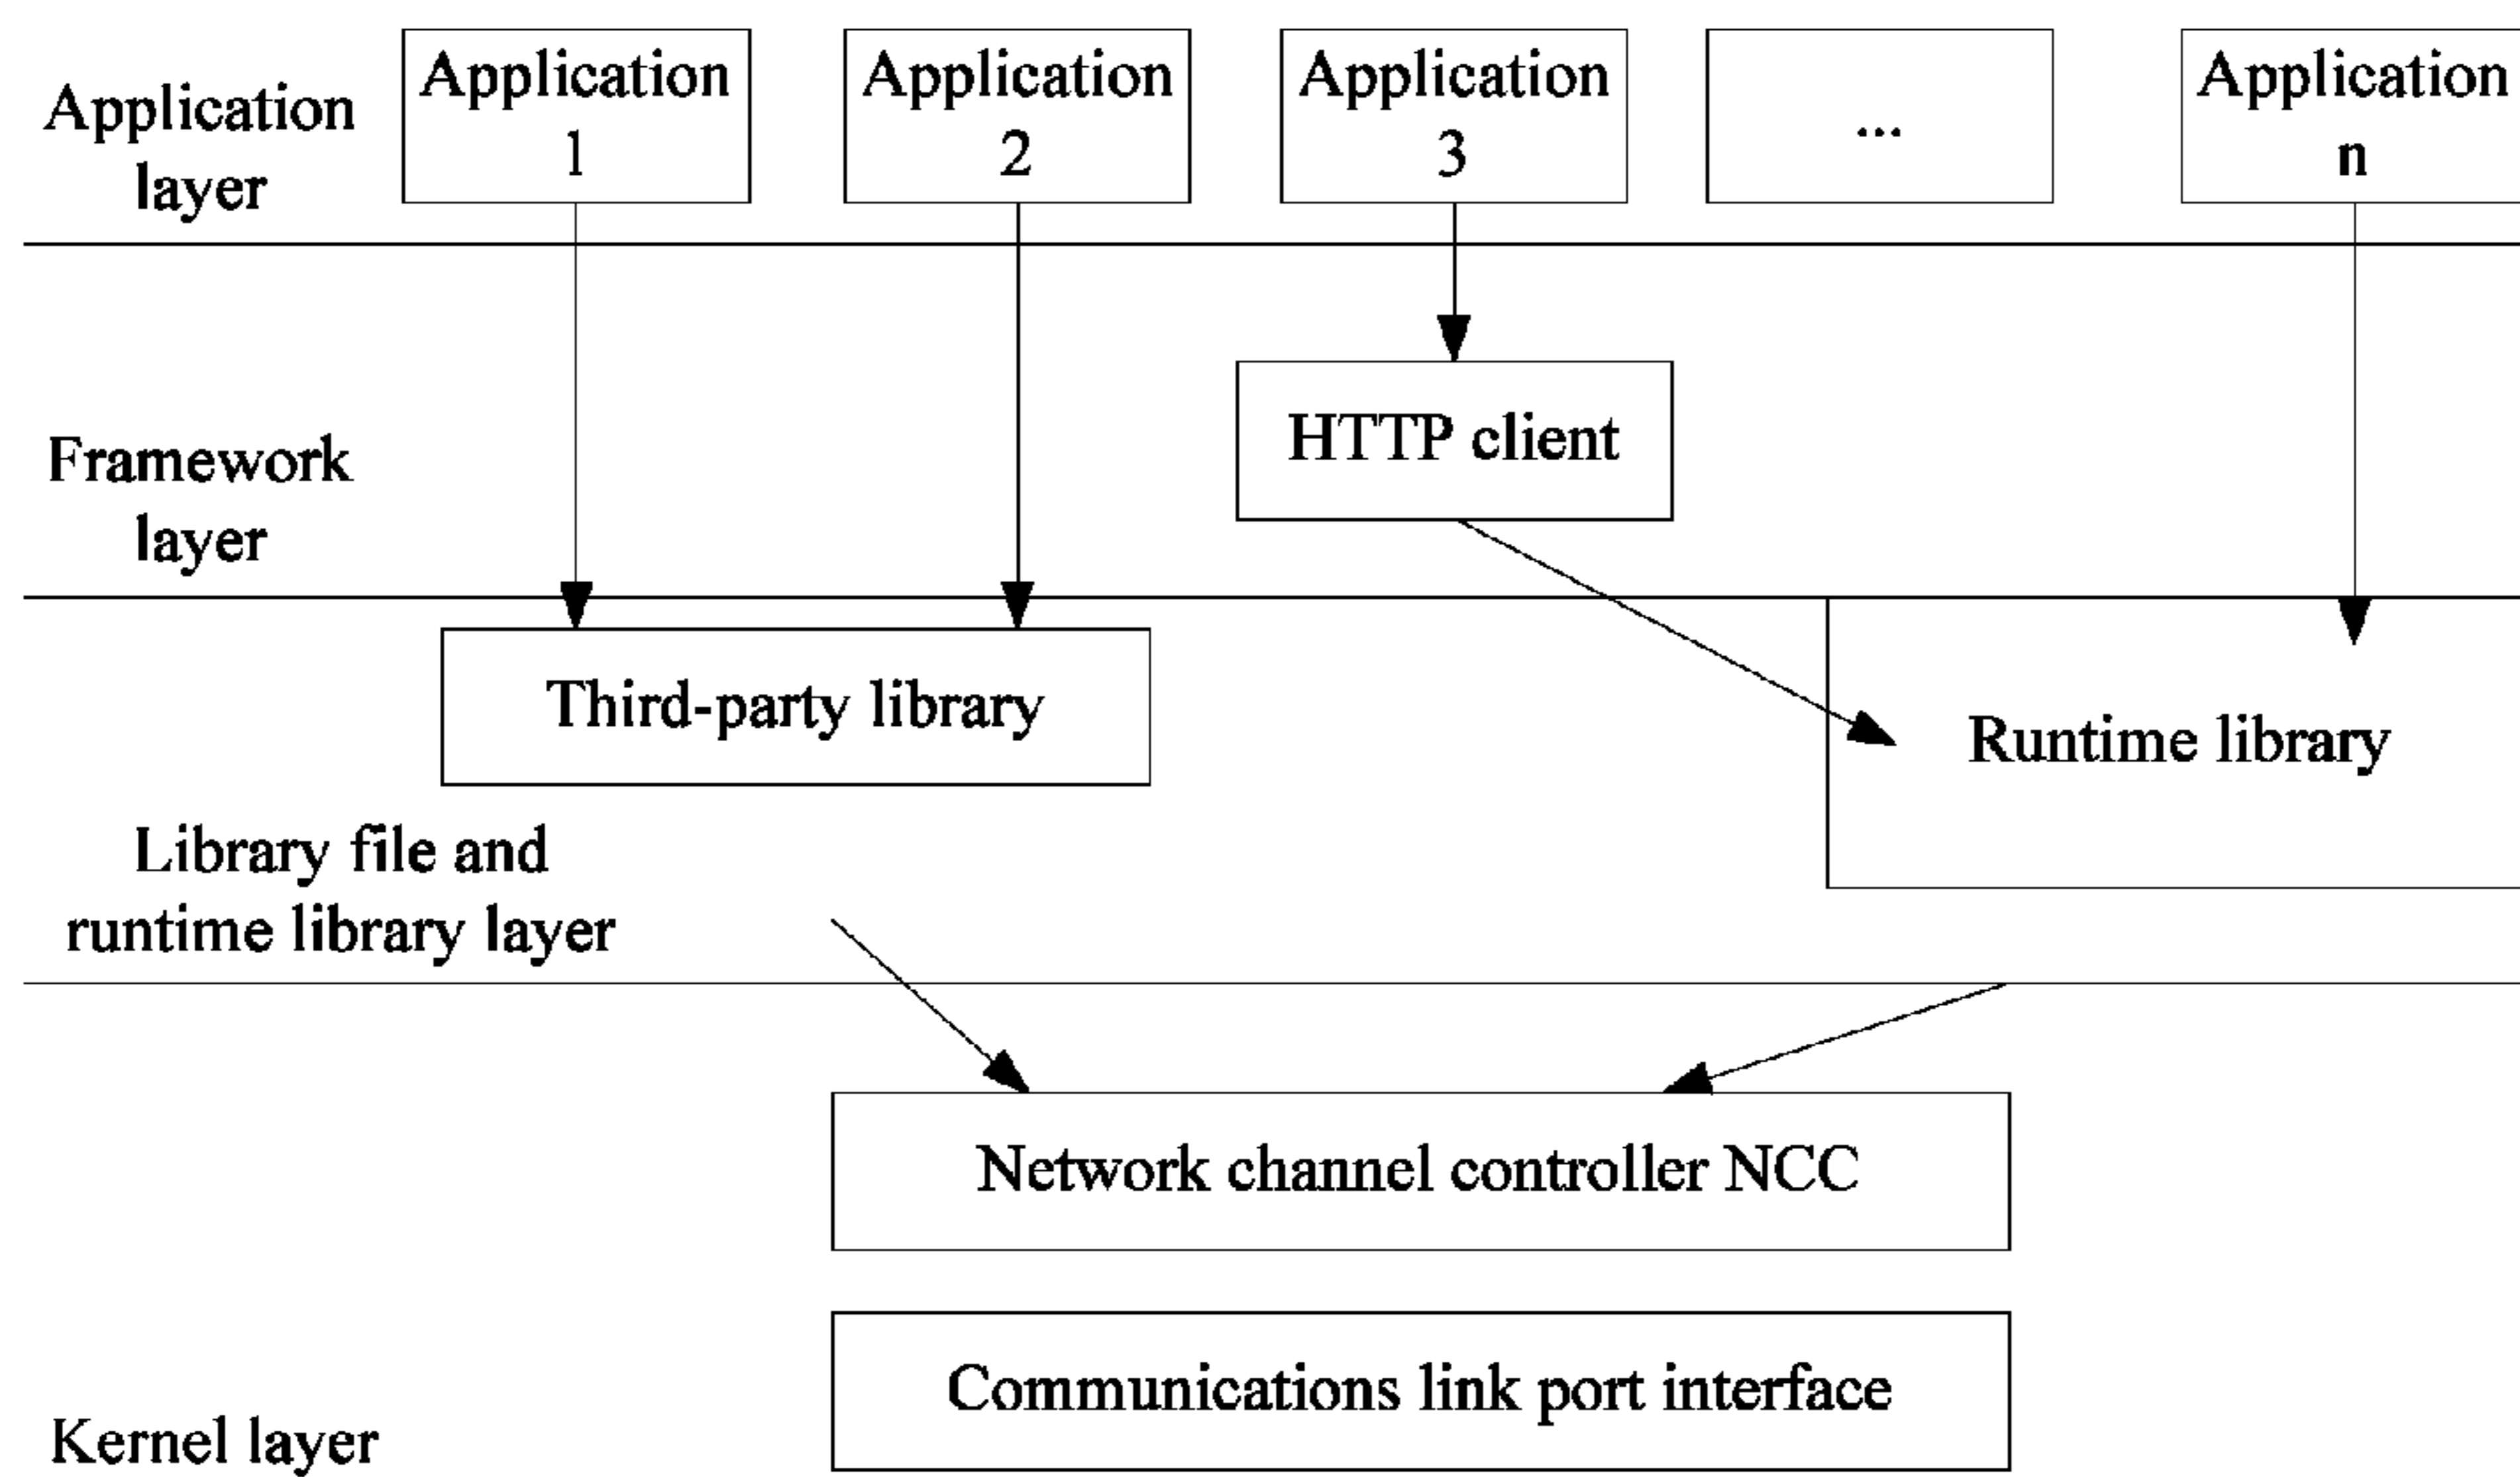 Application
layer
Application
1
Application
2
Application
3
...
Application
n
Framework
layer
HTTP client
Third-party library
Runtime library
Library file and
runtime library layer
Network channel controller NCC
Communications link port interface
Kernel layer